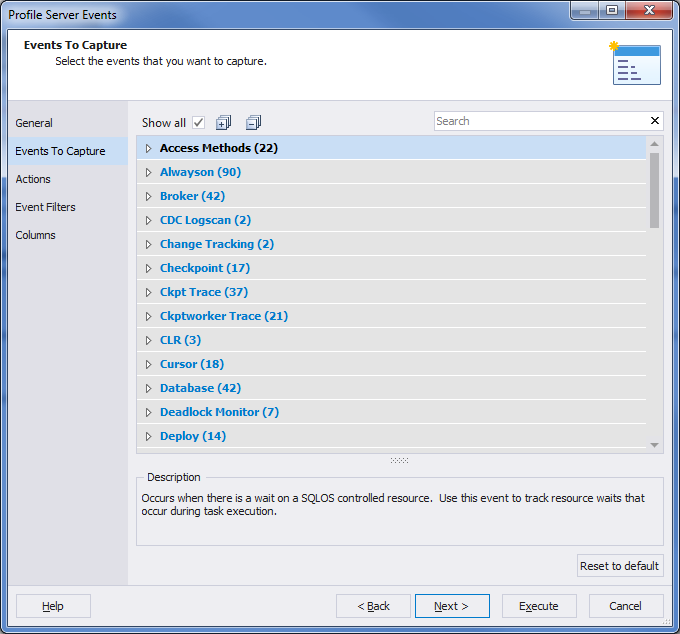 Profile Server Events
Events To Capture
Select the events that you want to capture.
General
Events To Capture
Actions
Event Filters
Columns
Show all
Search
Access Methods (22)
Alwayson (90)
Broker (42)
CDC Logscan (2)
Change Tracking (2)
Checkpoint (17)
Ckpt Trace (37)
Ckptworker Trace (21)
CLR (3)
Cursor (18)
Database (42)
Deadlock Monitor (7)
Deploy (14)
Description
Occurs when there is a wait on a SQLOS controlled resource.  Use this event to track resource waits that
occur during task execution.
Reset to default
Help
< Back
Next >
Execute
Cancel